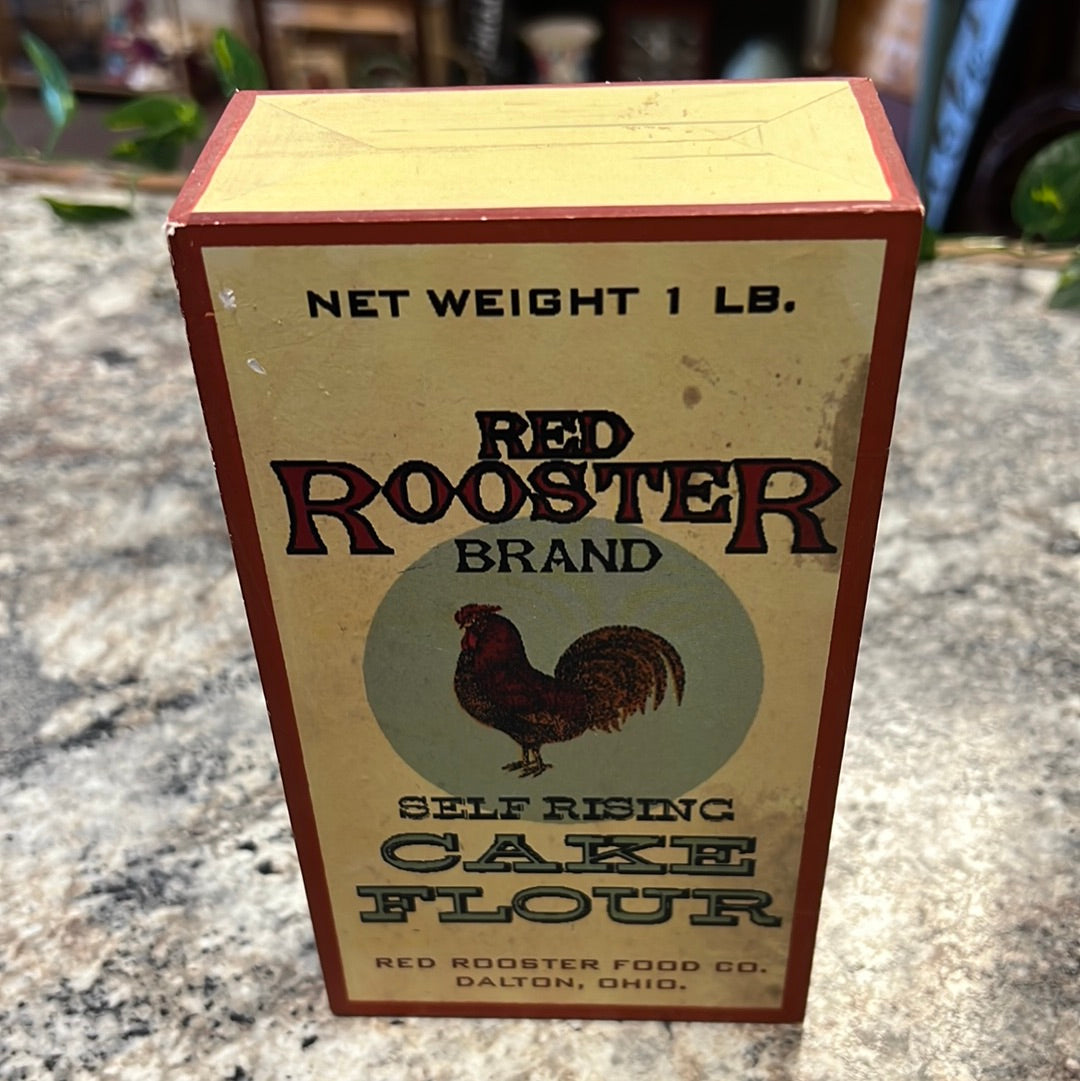 NET WEIGHT 1 LB.
RED
ROOSTER
BRAND
SELF RISING
CAKE
FLOUR
RED ROOSTER FOOD CO.
DALTON, OHIO.